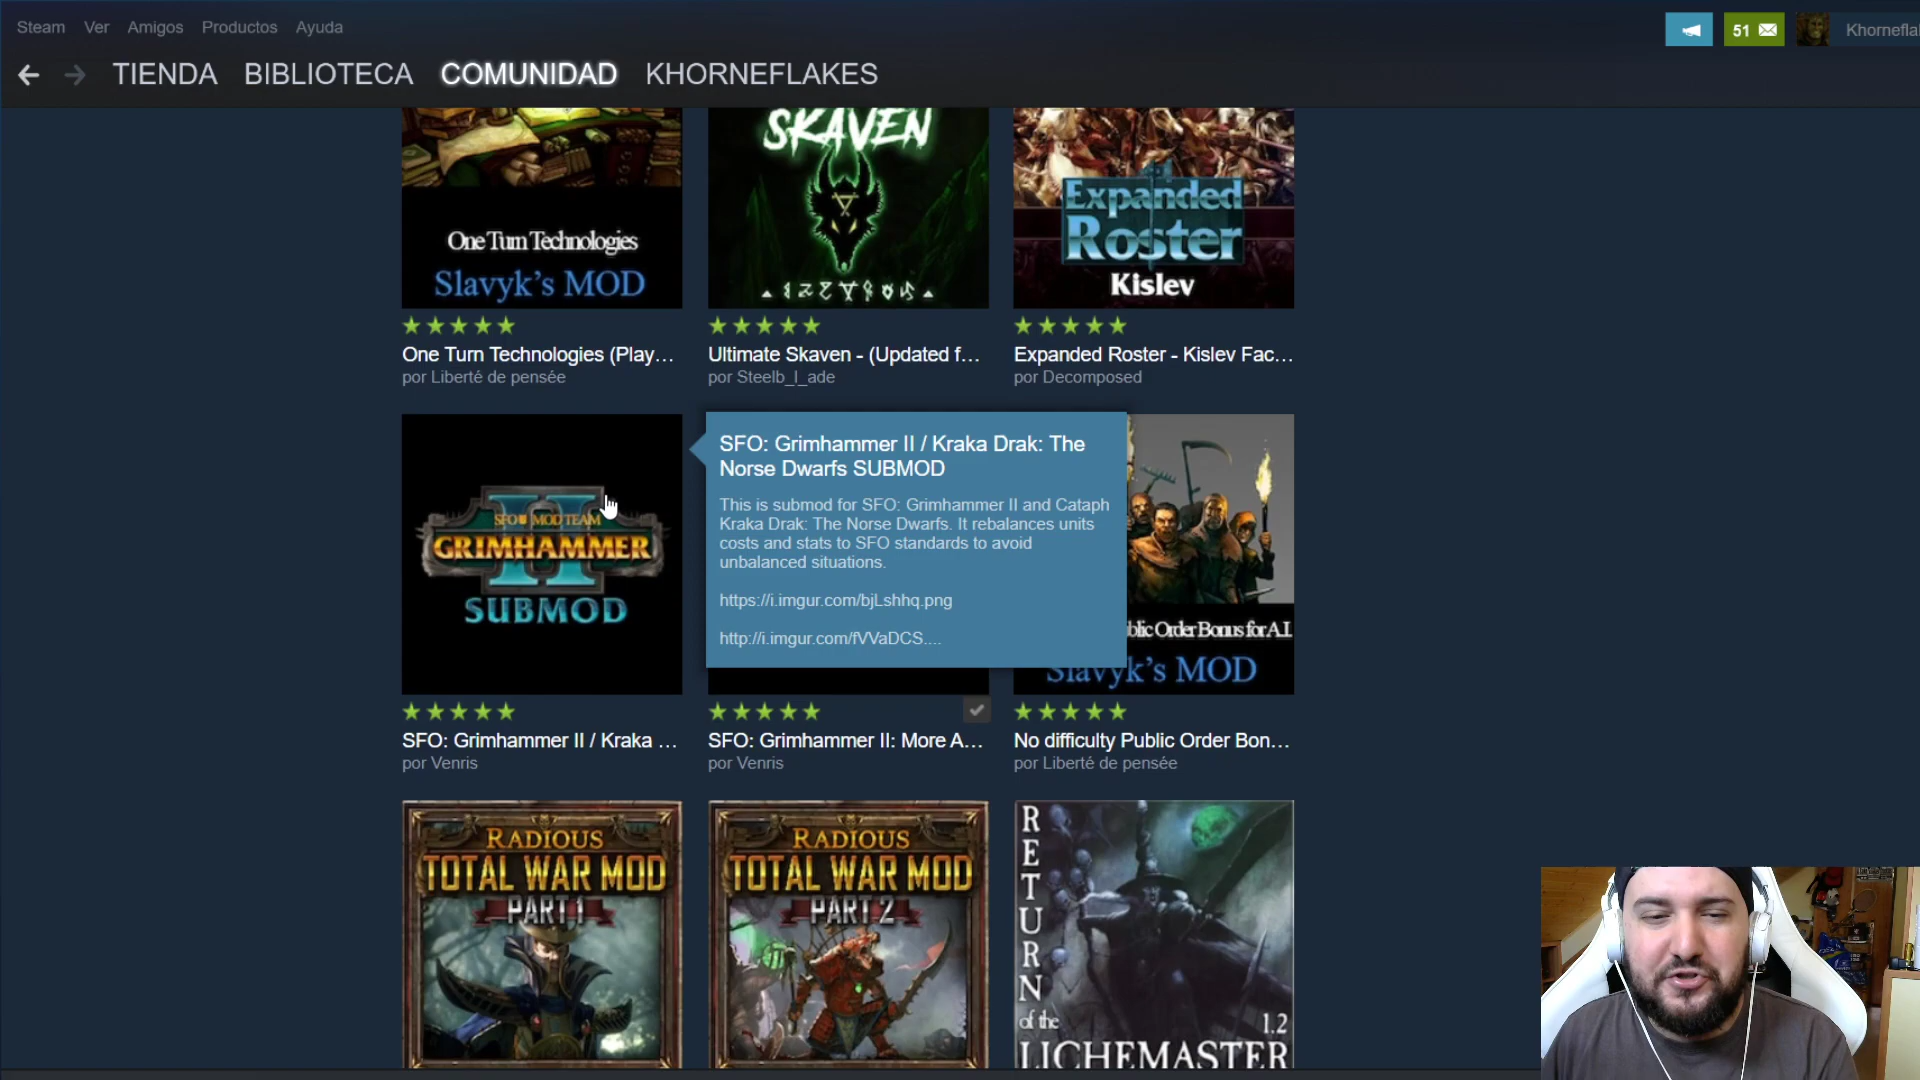 Steam Ver Amigos Productos Ayuda
51
Khornefla
TIENDA BIBLIOTECA COMUNIDAD KHORNEFLAKES
One Turn Technologies
Slavyk's MOD
SKAVEN
Expanded
Roster
Kislev
One Turn Technologies (Play...
por Liberté de pensée
Ultimate Skaven - (Updated f...
por Steelb_l_ade
Expanded Roster - Kislev Fac...
por Decomposed
II
SFO MOD TEAM
GRIMHAMMER
SUBMOD
SFO: Grimhammer II / Kraka Drak: The
Norse Dwarfs SUBMOD
This is submod for SFO: Grimhammer II and Cataph
Kraka Drak: The Norse Dwarfs. It rebalances units
costs and stats to SFO standards to avoid
unbalanced situations.
https://i.imgur.com/bjLshhq.png
http://i.imgur.com/fVVaDCS....
blic Order Bonus for A.I.
Slavyk's MOD
SFO: Grimhammer II / Kraka ...
por Venris
SFO: Grimhammer II: More A...
por Venris
No difficulty Public Order Bon...
por Liberté de pensée
RADIOUS
TOTAL WAR MOD
PART 1
RADIOUS
TOTAL WAR MOD
PART 2
RETURN
of the
1.2
LICHEMASTER